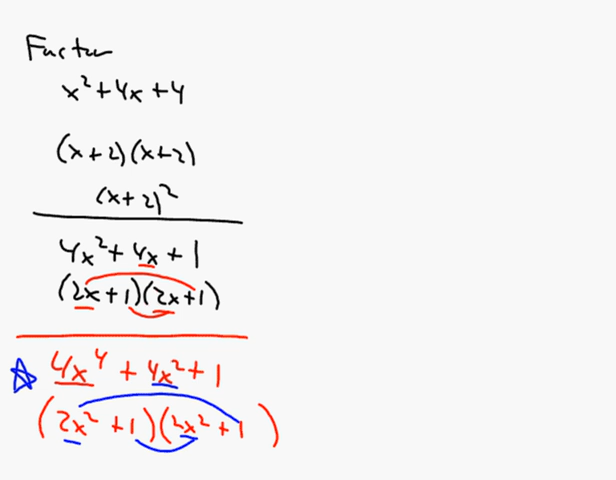 Factor
x² + 4x + 4
(x + 2)(x + 2)
(x + 2)²
4x² + 4x + 1
(2x + 1)(2x + 1)
☆ 4x⁴ + 4x² + 1
(2x² + 1)(2x² + 1)